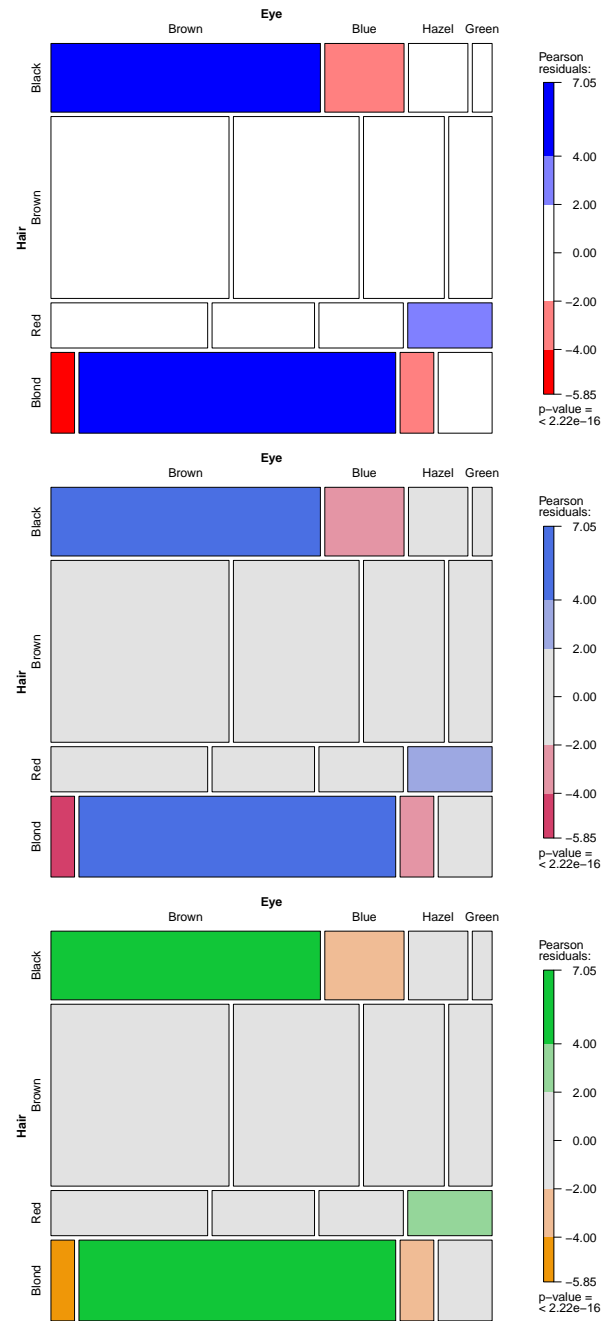 Eye
Brown Blue Hazel Green
Hair
Black
Brown
Red
Blond
Pearson
residuals:
7.05
4.00
2.00
0.00
−2.00
−4.00
−5.85
p−value =
< 2.22e−16
Eye
Brown Blue Hazel Green
Hair
Black
Brown
Red
Blond
Pearson
residuals:
7.05
4.00
2.00
0.00
−2.00
−4.00
−5.85
p−value =
< 2.22e−16
Eye
Brown Blue Hazel Green
Hair
Black
Brown
Red
Blond
Pearson
residuals:
7.05
4.00
2.00
0.00
−2.00
−4.00
−5.85
p−value =
< 2.22e−16